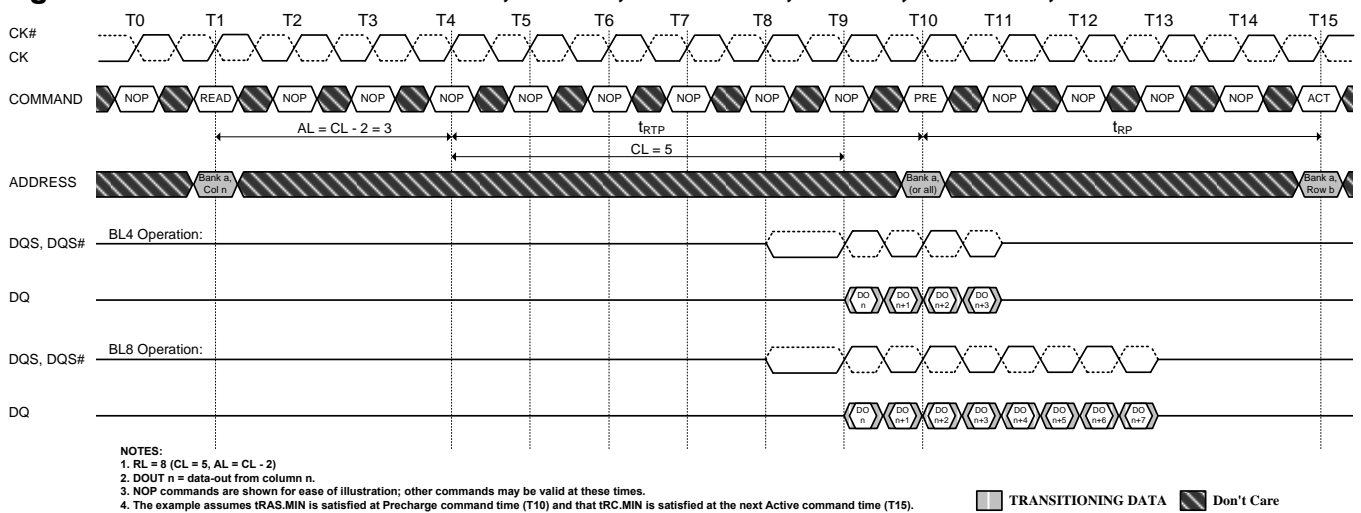 T0 T1 T2 T3 T4 T5 T6 T7 T8 T9 T10 T11 T12 T13 T14 T15
CK#
CK
COMMAND NOP READ NOP NOP NOP NOP NOP NOP NOP NOP PRE NOP NOP NOP NOP ACT
AL = CL - 2 = 3 tRTP tRP
CL = 5
ADDRESS
Bank a,
Col n
Bank a,
(or all)
Bank a,
Row b
DQS, DQS# BL4 Operation:
DQ
DO
n
DO
n+1
DO
n+2
DO
n+3
DQS, DQS# BL8 Operation:
DQ
DO
n
DO
n+1
DO
n+2
DO
n+3
DO
n+4
DO
n+5
DO
n+6
DO
n+7
NOTES:
1. RL = 8 (CL = 5, AL = CL - 2)
2. DOUT n = data-out from column n.
3. NOP commands are shown for ease of illustration; other commands may be valid at these times.
4. The example assumes tRAS.MIN is satisfied at Precharge command time (T10) and that tRC.MIN is satisfied at the next Active command time (T15).
TRANSITIONING DATA Don't Care